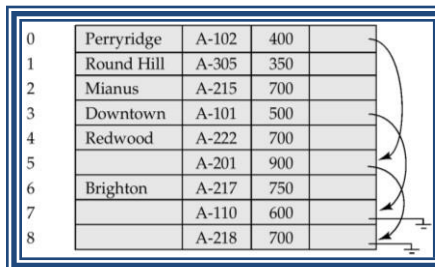 0 Perryridge A-102 400
1 Round Hill A-305 350
2 Mianus A-215 700
3 Downtown A-101 500
4 Redwood A-222 700
5 A-201 900
6 Brighton A-217 750
7 A-110 600
8 A-218 700